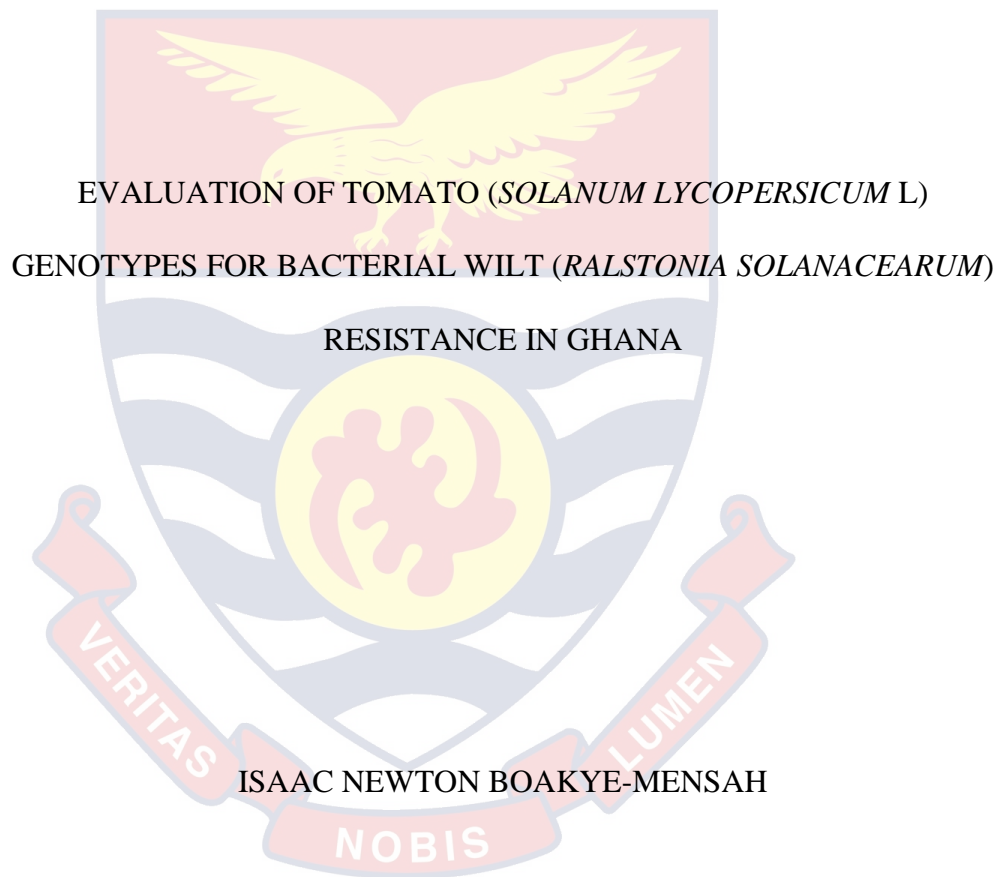 EVALUATION OF TOMATO (SOLANUM LYCOPERSICUM L)
GENOTYPES FOR BACTERIAL WILT (RALSTONIA SOLANACEARUM)
RESISTANCE IN GHANA
VERITAS
LUMEN
ISAAC NEWTON BOAKYE-MENSAH
NOBIS